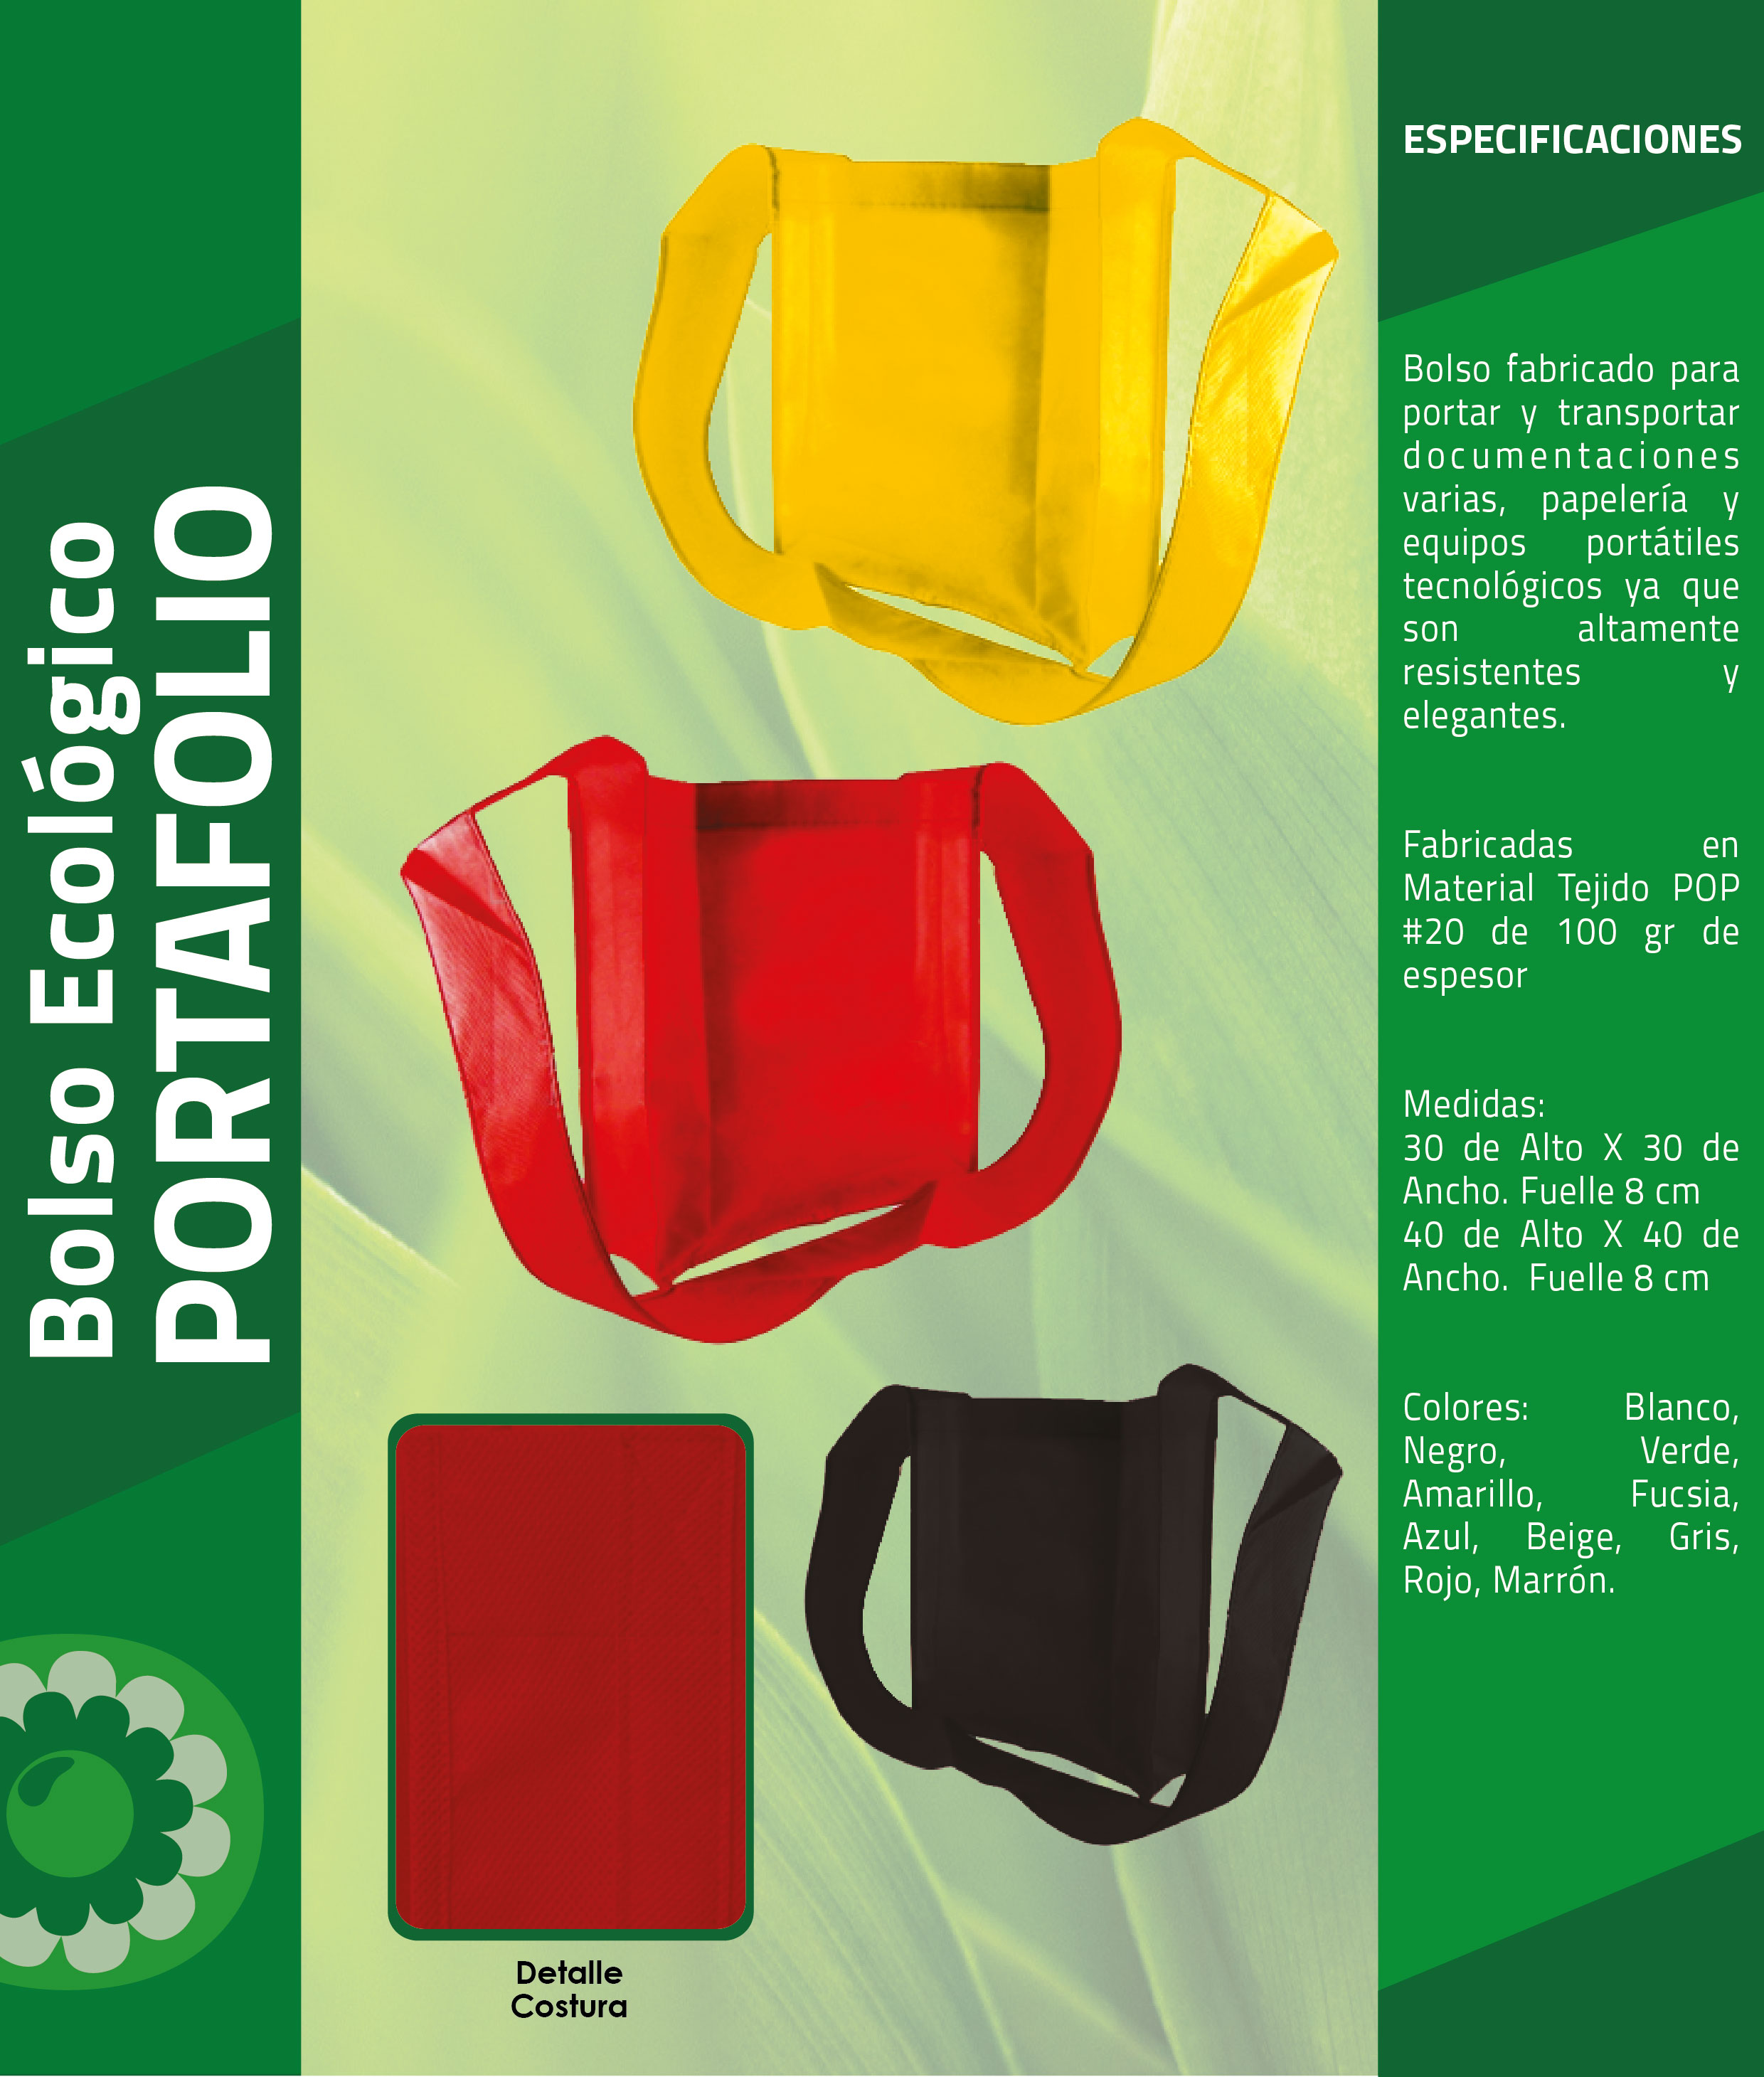 Bolso Ecológico
PORTAFOLIO
ESPECIFICACIONES
Bolso fabricado para
portar y transportar
documentaciones
varias, papelería y
equipos portátiles
tecnológicos ya que
son altamente
resistentes y
elegantes.
Fabricadas en
Material Tejido POP
#20 de 100 gr de
espesor
Medidas:
30 de Alto X 30 de
Ancho. Fuelle 8 cm
40 de Alto X 40 de
Ancho. Fuelle 8 cm
Colores: Blanco,
Negro, Verde,
Amarillo, Fucsia,
Azul, Beige, Gris,
Rojo, Marrón.
Detalle
Costura